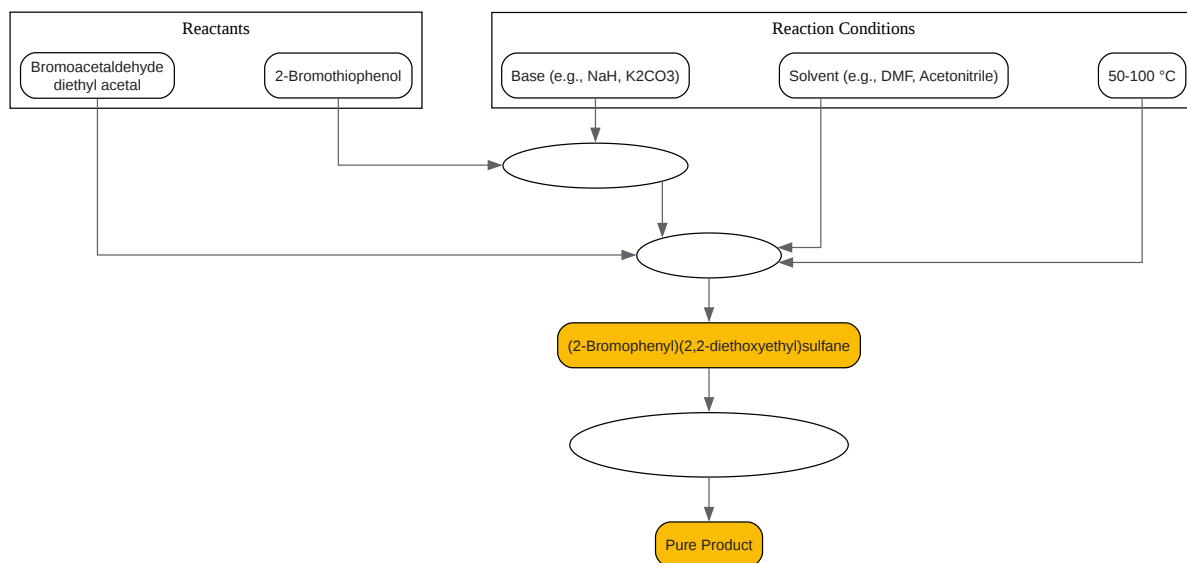 Reactants
Reaction Conditions
Bromoacetaldehyde
diethyl acetal
2-Bromothiophenol
Base (e.g., NaH, K2CO3)
Solvent (e.g., DMF, Acetonitrile)
50-100 °C
(2-Bromophenyl)(2,2-diethoxyethyl)sulfane
Pure Product